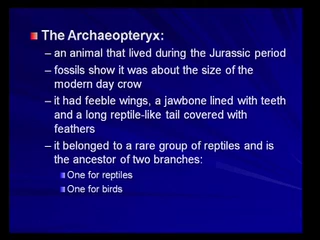 The Archaeopteryx:
– an animal that lived during the Jurassic period
– fossils show it was about the size of the
modern day crow
– it had feeble wings, a jawbone lined with teeth
and a long reptile-like tail covered with
feathers
– it belonged to a rare group of reptiles and is
the ancestor of two branches:
One for reptiles
One for birds